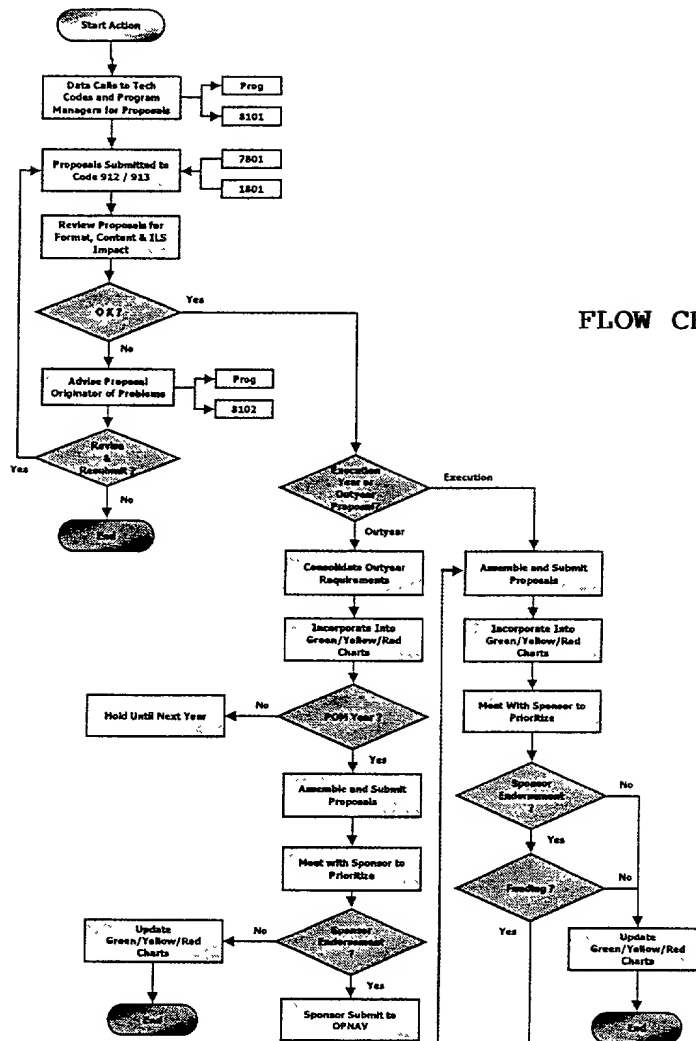 Start Action
Data Calls to Tech
Codes and Program
Managers for Proposals
Prog
8101
Proposals Submitted to
Code 912 / 913
7801
1801
Review Proposals for
Format, Content & ILS
Impact
OK?
Yes
No
FLOW
Advise Proposal
Originator of Problems
Prog
8102
Revise
&
Resubmit?
Yes
No
End
Execution
Year or
Outyear
Proposal?
Execution
Outyear
Consolidate Outyear
Requirements
Incorporate Into
Green/Yellow/Red
Charts
POM Year ?
No
Hold Until Next Year
Yes
Assemble and Submit
Proposals
Meet with Sponsor to
Prioritize
Sponsor
Endorsement
?
No
Update
Green/Yellow/Red
Charts
End
Yes
Sponsor Submit to
OPNAV
Assemble and Submit
Proposals
Incorporate Into
Green/Yellow/Red
Charts
Meet With Sponsor to
Prioritize
Sponsor
Endorsement
?
No
Yes
Funding ?
No
Yes
Update
Green/Yellow/Red
Charts
End